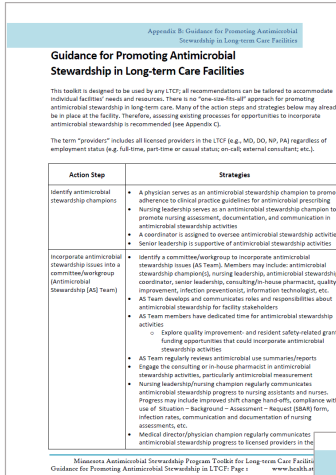 Appendix B: Guidance for Promoting Antimicrobial
Stewardship in Long-term Care Facilities
Guidance for Promoting Antimicrobial
Stewardship in Long-term Care Facilities
This toolkit is designed to be used by any LTCF; all recommendations can be tailored to accommodate
individual facilities' needs and resources. There is no "one-size-fits-all" approach for promoting
antimicrobial stewardship in long-term care. Many of the action steps and strategies below may already
be in place at the facility. Therefore, assessing existing processes for opportunities to incorporate
antimicrobial stewardship is recommended (see Appendix C).
The term "providers" includes all licensed providers in the LTCF (e.g., MD, DO, NP, PA) regardless of
employment status (e.g. full-time, part-time or casual status; on-call; external consultant; etc.).
Action Step Strategies
Identify antimicrobial
stewardship champions
• A physician serves as an antimicrobial stewardship champion to promo
adherence to clinical practice guidelines for antimicrobial prescribing
• Nursing leadership serves as an antimicrobial stewardship champion to
promote nursing assessment, documentation, and communication in
antimicrobial stewardship activities
• A coordinator is assigned to oversee antimicrobial stewardship activitie
• Senior leadership is supportive of antimicrobial stewardship activities
Incorporate antimicrobial
stewardship issues into a
committee/workgroup
(Antimicrobial
Stewardship [AS] Team)
• Identify a committee/workgroup to incorporate antimicrobial
stewardship issues (AS Team). Members may include: antimicrobial
stewardship champion(s), nursing leadership, antimicrobial stewardship
coordinator, senior leadership, consulting/in-house pharmacist, quality
improvement, infection preventionist, information technologist, etc.
• AS Team develops and communicates roles and responsibilities about
antimicrobial stewardship for facility stakeholders
• AS Team members have dedicated time for antimicrobial stewardship
activities
o Explore quality improvement- and resident safety-related gran
funding opportunities that could incorporate antimicrobial
stewardship activities
• AS Team regularly reviews antimicrobial use summaries/reports
• Engage the consulting or in-house pharmacist in antimicrobial
stewardship activities, particularly antimicrobial measurement
• Nursing leadership/nursing champion regularly communicates
antimicrobial stewardship progress to nursing assistants and nurses.
Progress may include improved shift change hand-offs, compliance with
use of Situation – Background – Assessment – Request (SBAR) form,
infection rates, communication and documentation of nursing
assessments, etc.
• Medical director/physician champion regularly communicates
antimicrobial stewardship progress to licensed providers in the
Minnesota Antimicrobial Stewardship Program Toolkit for Long-term Care Faciliti
Guidance for Promoting Antimicrobial Stewardship in LTCF: Page 1 www.health.st